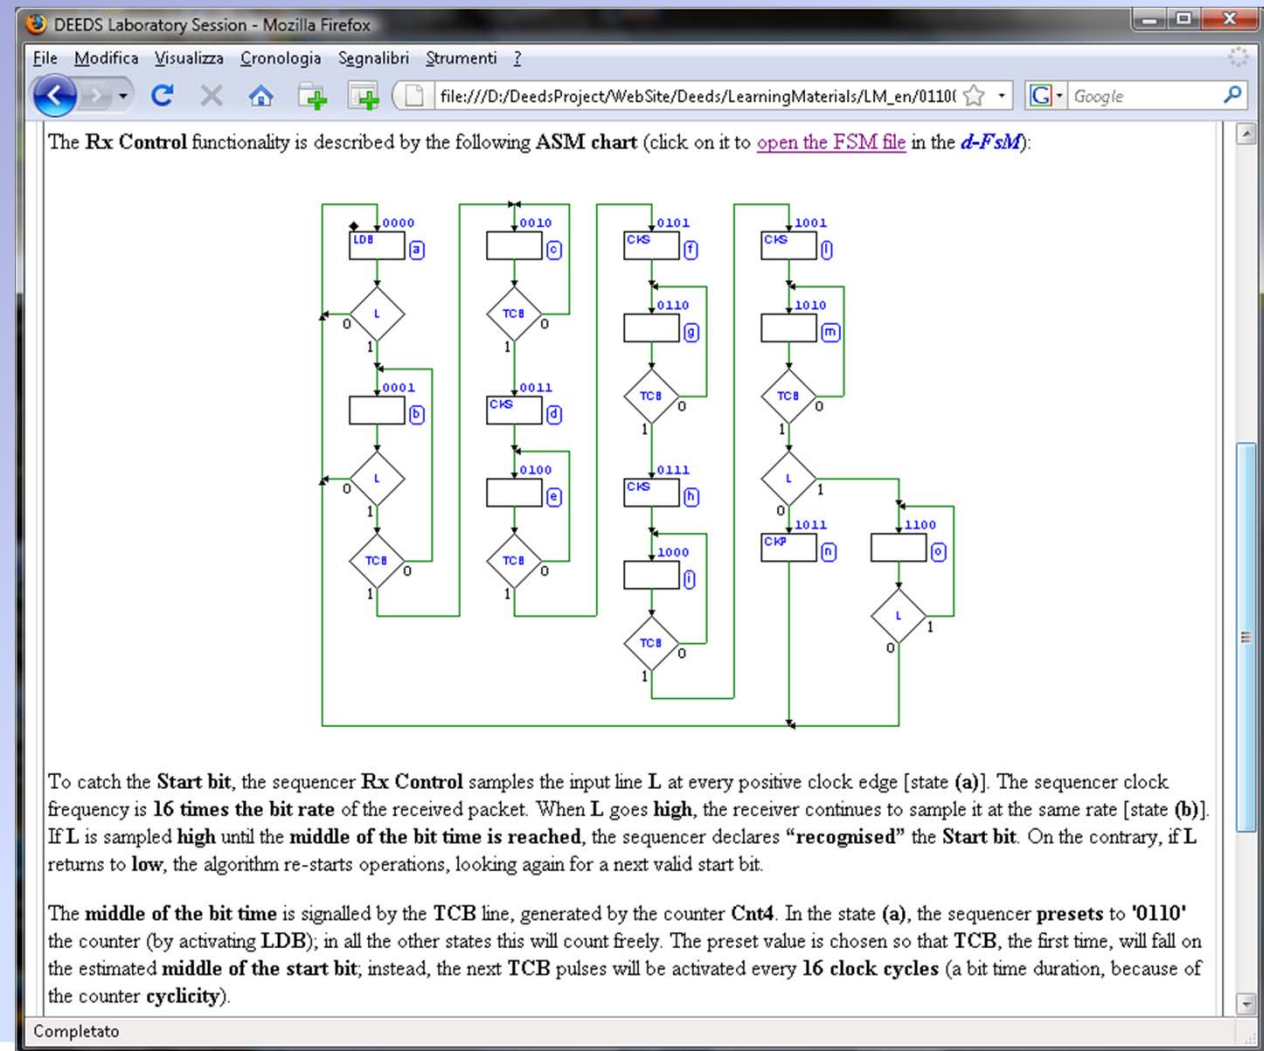 DEEDS Laboratory Session - Mozilla Firefox
File Modifica Visualizza Cronologia Segnalibri Strumenti ?
file:///D:/DeedsProject/WebSite/Deeds/LearningMaterials/LM_en/0110(
G Google
The Rx Control functionality is described by the following ASM chart (click on it to open the FSM file in the d-FsM):
0000 0010 0101 1001
LDB a c CKS f CKS l
L TCB 0110 1010
0 0 g m
1 1
0001 0011 TCB TCB
b CKS d 0 0
1 1
L 0100 0111 L
0 e CKS h 1
1 0
1000 1011 1100
TCB TCB i CKP n o
0 0
1 1
TCB L
0 1
1 0
To catch the Start bit, the sequencer Rx Control samples the input line L at every positive clock edge [state (a)]. The sequencer clock
frequency is 16 times the bit rate of the received packet. When L goes high, the receiver continues to sample it at the same rate [state (b)].
If L is sampled high until the middle of the bit time is reached, the sequencer declares “recognised” the Start bit. On the contrary, if L
returns to low, the algorithm re-starts operations, looking again for a next valid start bit.
The middle of the bit time is signalled by the TCB line, generated by the counter Cnt4. In the state (a), the sequencer presets to '0110'
the counter (by activating LDB); in all the other states this will count freely. The preset value is chosen so that TCB, the first time, will fall on
the estimated middle of the start bit; instead, the next TCB pulses will be activated every 16 clock cycles (a bit time duration, because of
the counter cyclicity).
Completato